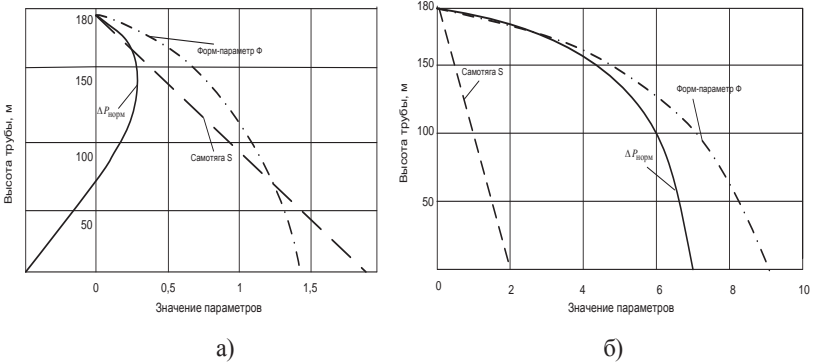 180
150
100
50
Высота трубы, м
Форм-параметр Ф
ΔPнорм
Самотяга S
0 0,5 1 1,5
Значение параметров
а)
180
150
100
50
Высота трубы, м
Самотяга S
Форм-параметр Ф
ΔPнорм
0 2 4 6 8 10
Значение параметров
б)